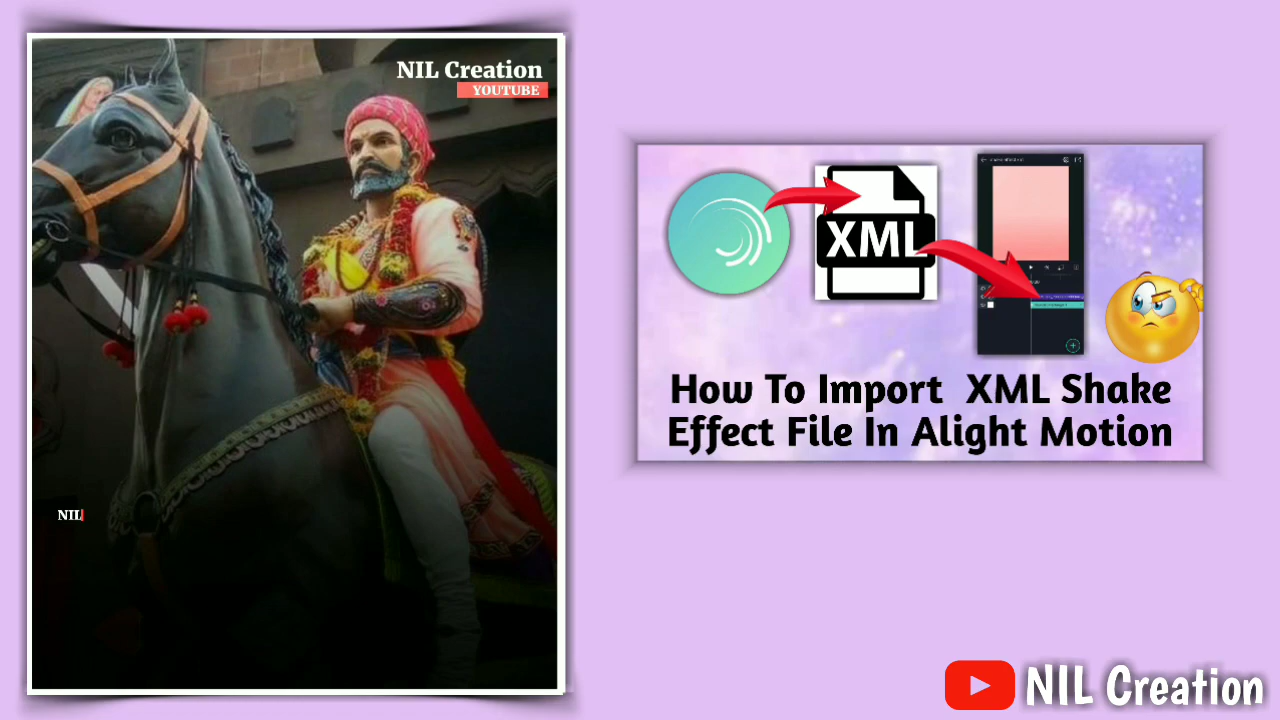 NIL Creation
YOUTUBE
NIL
XML
How To Import XML Shake
Effect File In Alight Motion
NIL Creation